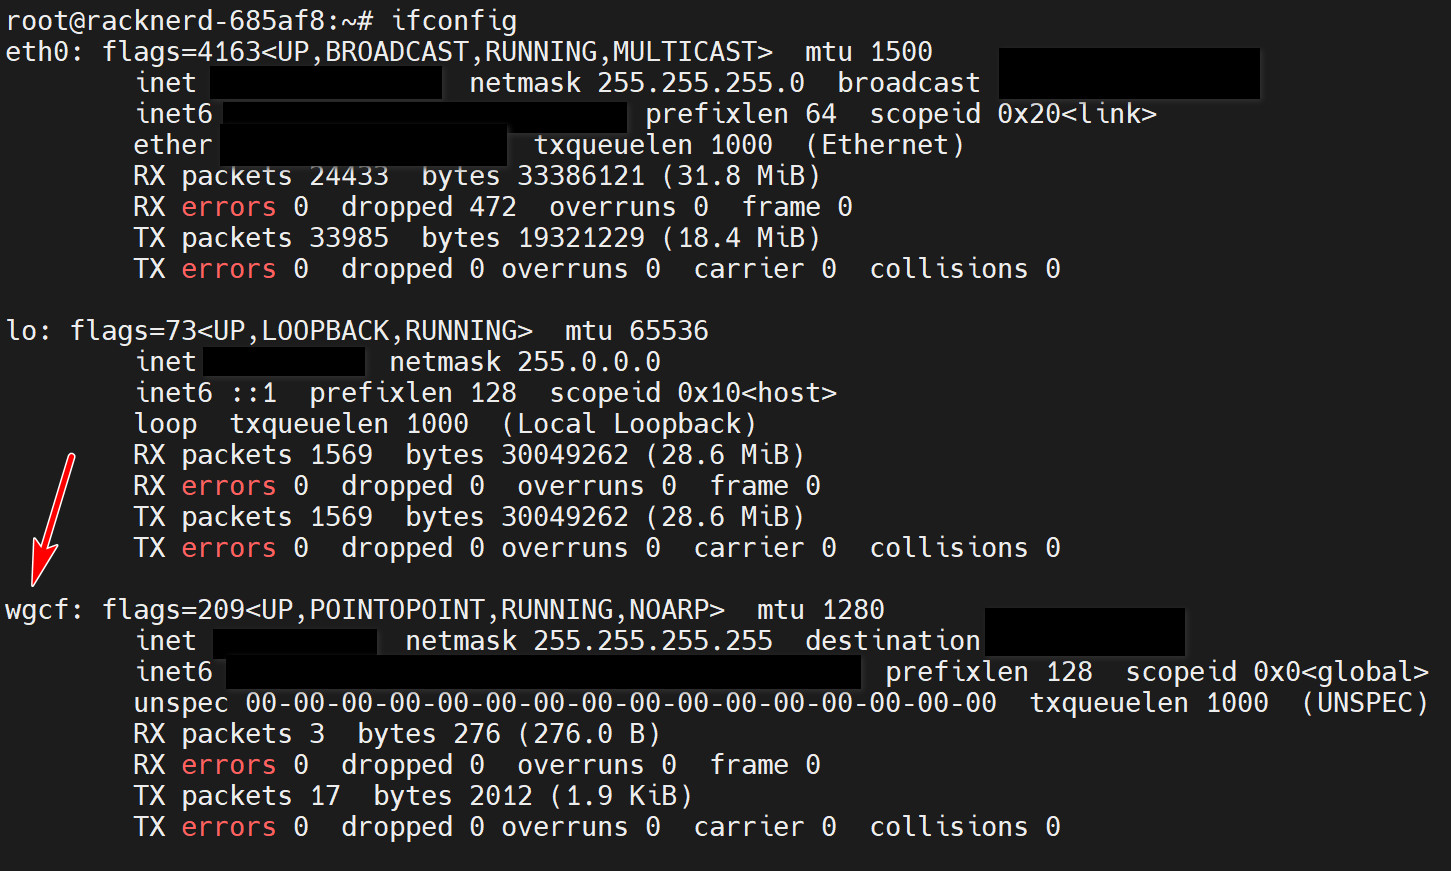 root@racknerd-685af8:~# ifconfig
eth0: flags=4163<UP,BROADCAST,RUNNING,MULTICAST>  mtu 1500
        inet  netmask 255.255.255.0  broadcast
        inet6  prefixlen 64  scopeid 0x20<link>
        ether  txqueuelen 1000  (Ethernet)
        RX packets 24433  bytes 33386121 (31.8 MiB)
        RX errors 0  dropped 472  overruns 0  frame 0
        TX packets 33985  bytes 19321229 (18.4 MiB)
        TX errors 0  dropped 0 overruns 0  carrier 0  collisions 0
lo: flags=73<UP,LOOPBACK,RUNNING>  mtu 65536
        inet  netmask 255.0.0.0
        inet6 ::1  prefixlen 128  scopeid 0x10<host>
        loop  txqueuelen 1000  (Local Loopback)
        RX packets 1569  bytes 30049262 (28.6 MiB)
        RX errors 0  dropped 0  overruns 0  frame 0
        TX packets 1569  bytes 30049262 (28.6 MiB)
        TX errors 0  dropped 0 overruns 0  carrier 0  collisions 0
wgcf: flags=209<UP,POINTOPOINT,RUNNING,NOARP>  mtu 1280
        inet  netmask 255.255.255.255  destination
        inet6  prefixlen 128  scopeid 0x0<global>
        unspec 00-00-00-00-00-00-00-00-00-00-00-00-00-00-00-00  txqueuelen 1000  (UNSPEC)
        RX packets 3  bytes 276 (276.0 B)
        RX errors 0  dropped 0  overruns 0  frame 0
        TX packets 17  bytes 2012 (1.9 KiB)
        TX errors 0  dropped 0 overruns 0  carrier 0  collisions 0